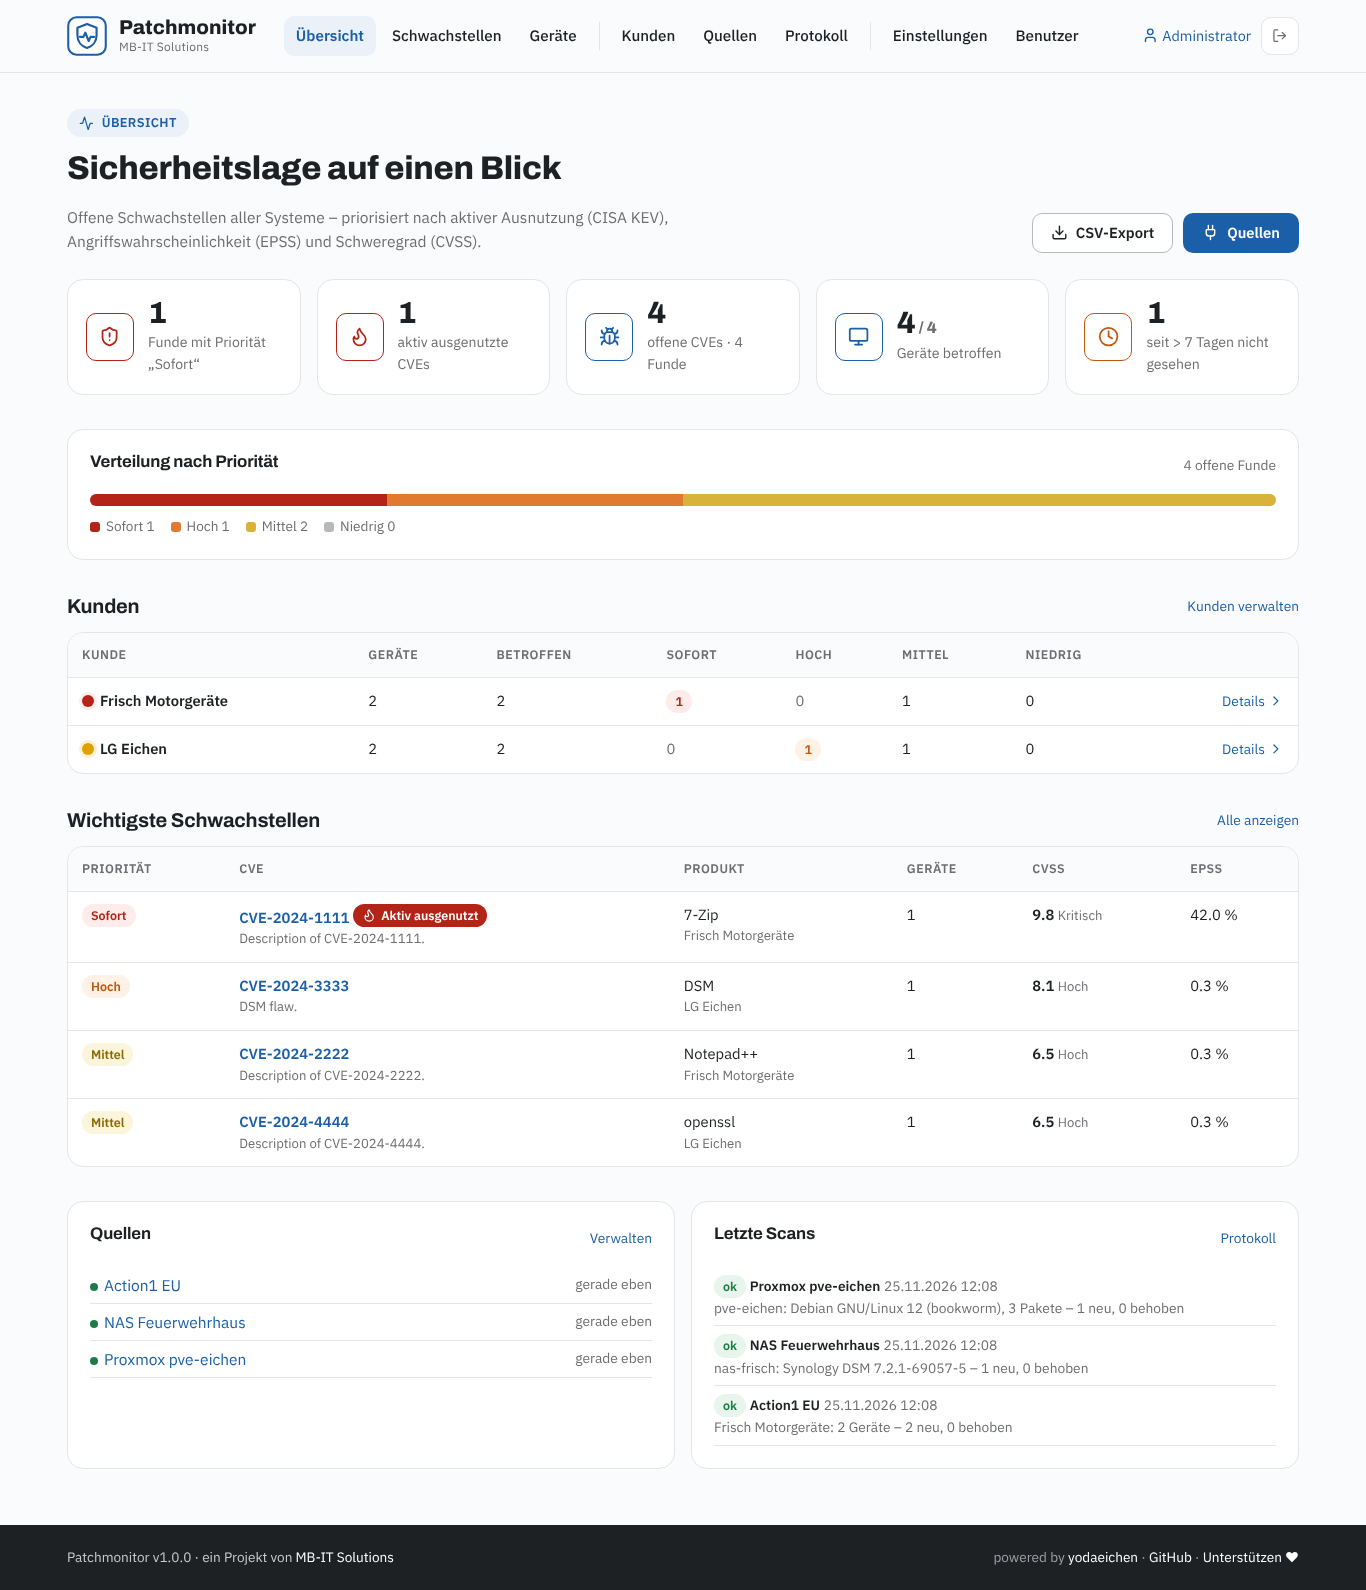 Patchmonitor
MB-IT Solutions
Übersicht Schwachstellen Geräte Kunden Quellen Protokoll Einstellungen Benutzer
Administrator
ÜBERSICHT
Sicherheitslage auf einen Blick
Offene Schwachstellen aller Systeme – priorisiert nach aktiver Ausnutzung (CISA KEV),
Angriffswahrscheinlichkeit (EPSS) und Schweregrad (CVSS).
CSV-Export Quellen
1
Funde mit Priorität
„Sofort“
1
aktiv ausgenutzte
CVEs
4
offene CVEs · 4
Funde
4 / 4
Geräte betroffen
1
seit > 7 Tagen nicht
gesehen
Verteilung nach Priorität
4 offene Funde
Sofort 1 Hoch 1 Mittel 2 Niedrig 0
Kunden
Kunden verwalten
KUNDE GERÄTE BETROFFEN SOFORT HOCH MITTEL NIEDRIG
Frisch Motorgeräte 2 2 1 0 1 0 Details
LG Eichen 2 2 0 1 1 0 Details
Wichtigste Schwachstellen
Alle anzeigen
PRIORITÄT CVE PRODUKT GERÄTE CVSS EPSS
Sofort CVE-2024-1111 Aktiv ausgenutzt 7-Zip 1 9.8 Kritisch 42.0 %
Description of CVE-2024-1111. Frisch Motorgeräte
Hoch CVE-2024-3333 DSM 1 8.1 Hoch 0.3 %
DSM flaw. LG Eichen
Mittel CVE-2024-2222 Notepad++ 1 6.5 Hoch 0.3 %
Description of CVE-2024-2222. Frisch Motorgeräte
Mittel CVE-2024-4444 openssl 1 6.5 Hoch 0.3 %
Description of CVE-2024-4444. LG Eichen
Quellen
Verwalten
Action1 EU gerade eben
NAS Feuerwehrhaus gerade eben
Proxmox pve-eichen gerade eben
Letzte Scans
Protokoll
ok Proxmox pve-eichen 25.11.2026 12:08
pve-eichen: Debian GNU/Linux 12 (bookworm), 3 Pakete – 1 neu, 0 behoben
ok NAS Feuerwehrhaus 25.11.2026 12:08
nas-frisch: Synology DSM 7.2.1-69057-5 – 1 neu, 0 behoben
ok Action1 EU 25.11.2026 12:08
Frisch Motorgeräte: 2 Geräte – 2 neu, 0 behoben
Patchmonitor v1.0.0 · ein Projekt von MB-IT Solutions
powered by yodaeichen · GitHub · Unterstützen ♥